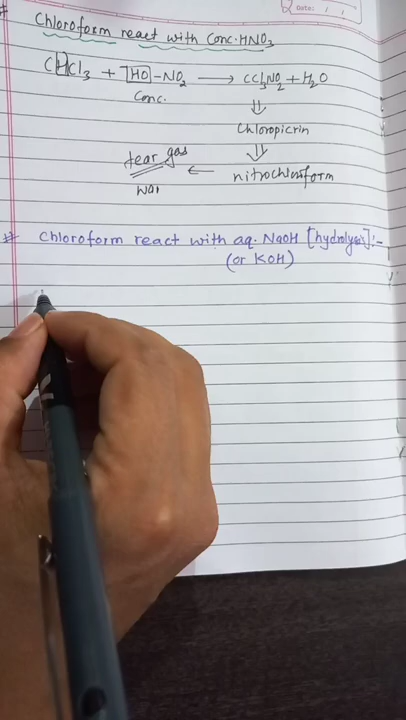 Date:
# Chloroform react with Conc. HNO3
CHCl3 + HO-NO2 ⟶ CCl3NO2 + H2O
Conc.
⇓
Chloropicrin
⇓
tear gas ← nitrochloroform
war
# Chloroform react with aq. NaOH [hydrolysis]:-
(or KOH)